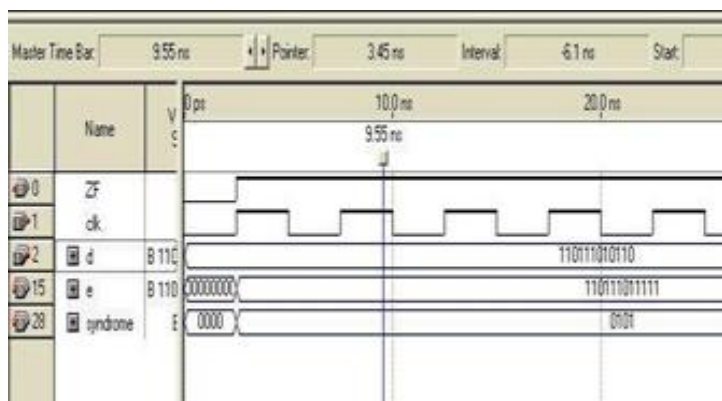 Master Time Bar: 9.55 ns Pointer: 3.45 ns Interval: -6.1 ns Start:
Name V 0 ps 10.0 ns 20.0 ns
S 9.55 ns
0 ZF
1 clk
2 d B 110 110111010110
15 e B 110 00000000 110111011111
28 syndrome 0000 0101